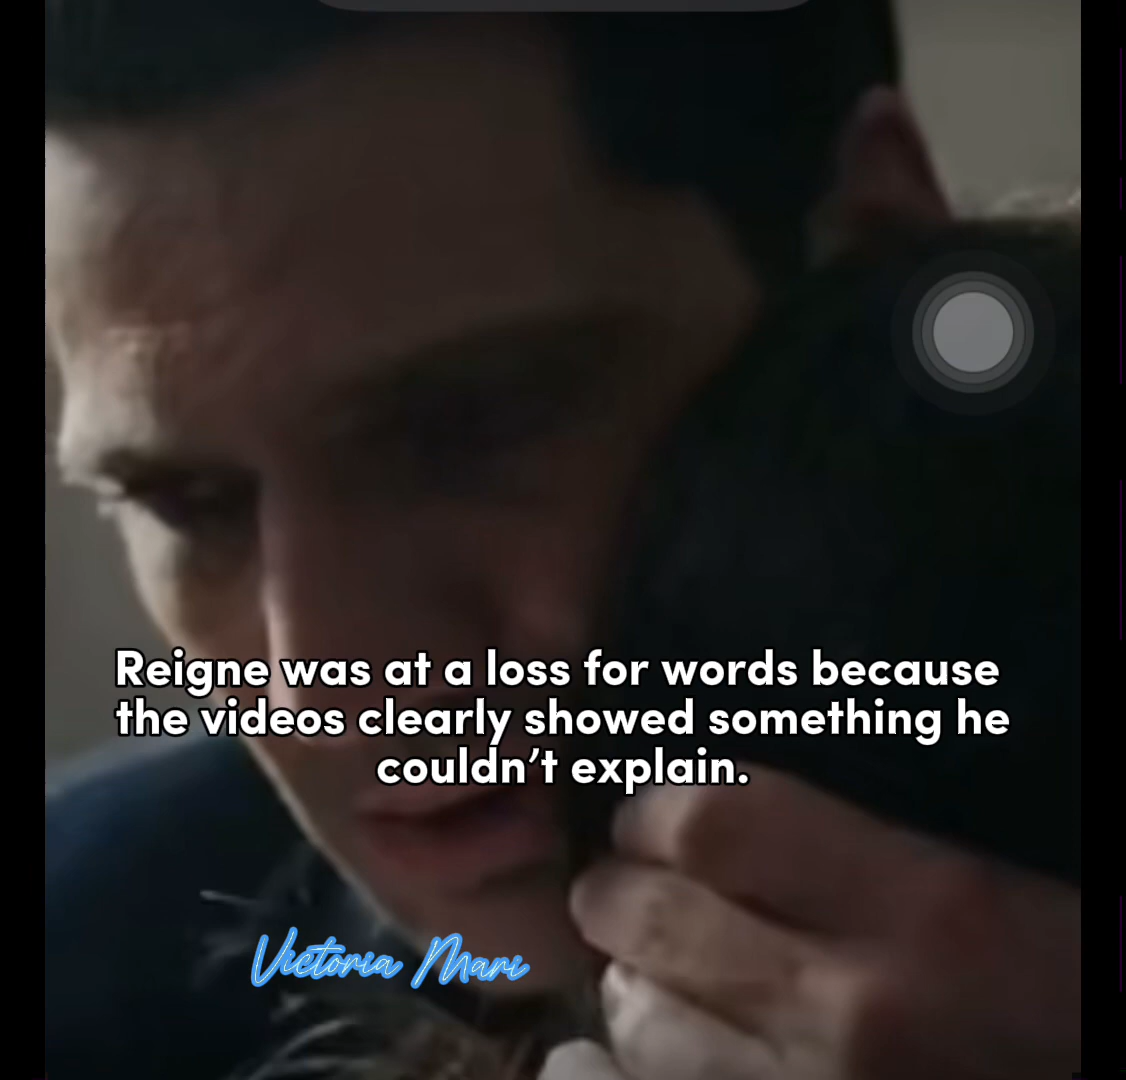 Reigne was at a loss for words because
the videos clearly showed something he
couldn’t explain.
Victoria Mari